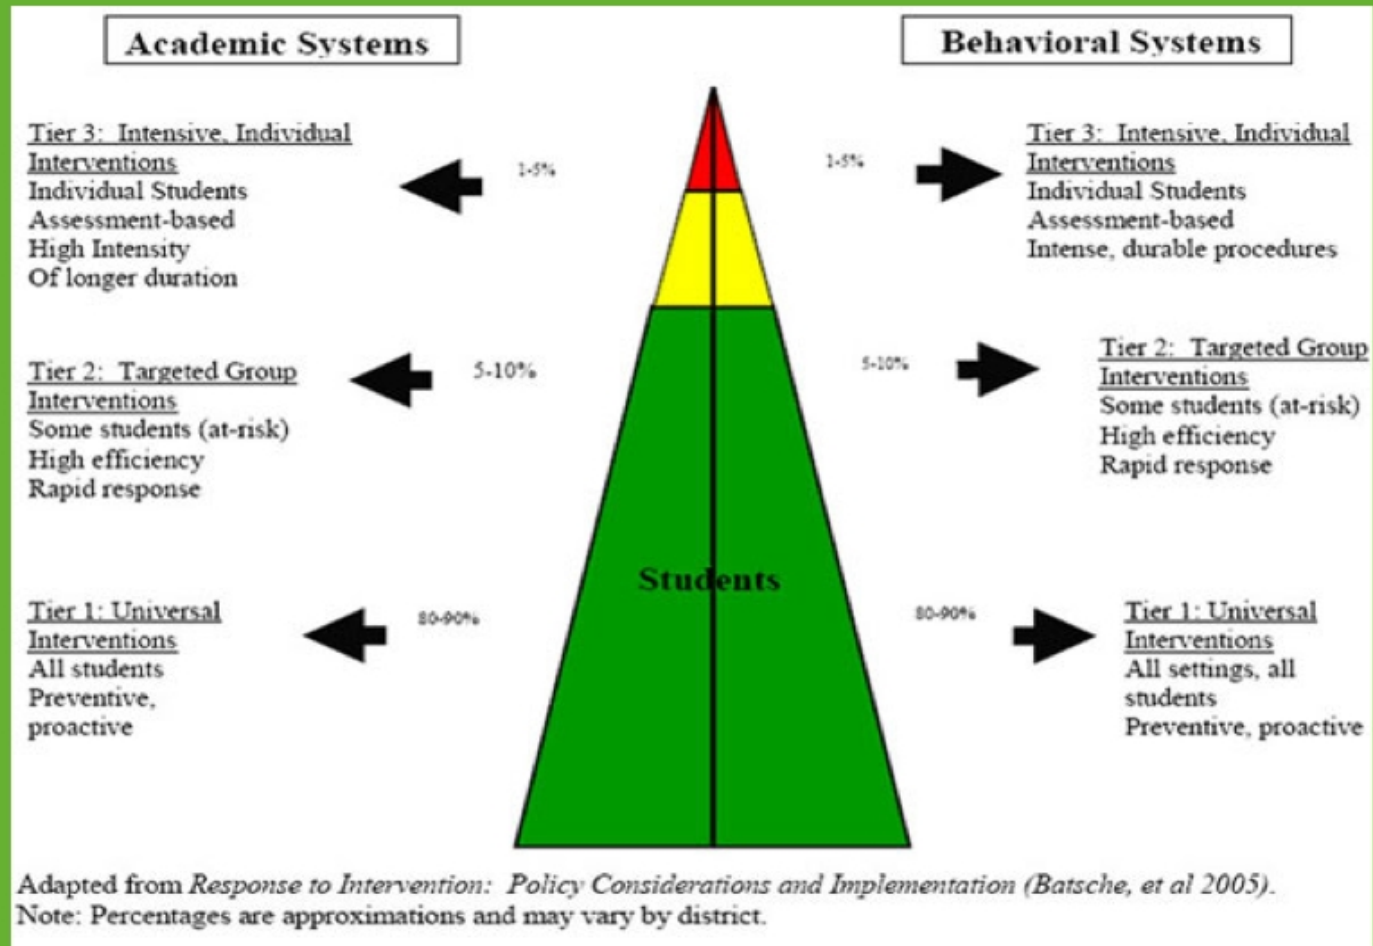 Academic Systems
Behavioral Systems
Tier 3: Intensive, Individual
Interventions
Individual Students
Assessment-based
High Intensity
Of longer duration
1-5%
1-5%
Tier 3: Intensive, Individual
Interventions
Individual Students
Assessment-based
Intense, durable procedures
Tier 2: Targeted Group
Interventions
Some students (at-risk)
High efficiency
Rapid response
5-10%
5-10%
Tier 2: Targeted Group
Interventions
Some students (at-risk)
High efficiency
Rapid response
Students
Tier 1: Universal
Interventions
All students
Preventive,
proactive
80-90%
80-90%
Tier 1: Universal
Interventions
All settings, all
students
Preventive, proactive
Adapted from Response to Intervention: Policy Considerations and Implementation (Batsche, et al 2005).
Note: Percentages are approximations and may vary by district.